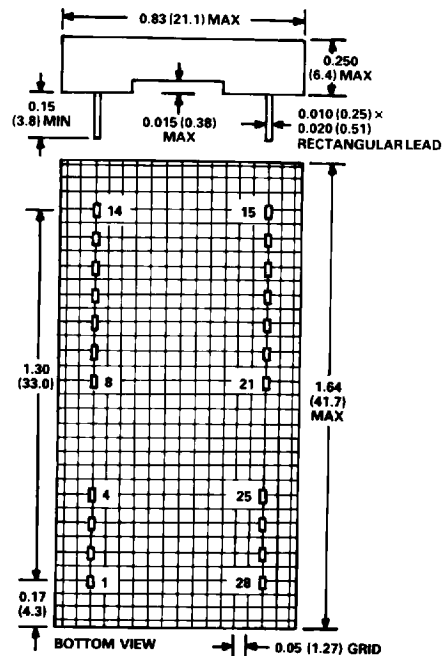 0.83 (21.1) MAX
0.250
(6.4) MAX
0.15
(3.8) MIN
0.015 (0.38)
MAX
0.010 (0.25) ×
0.020 (0.51)
RECTANGULAR LEAD
14
15
1.30
(33.0)
8
21
1.64
(41.7)
MAX
4
25
1
28
0.17
(4.3)
BOTTOM VIEW
0.05 (1.27) GRID